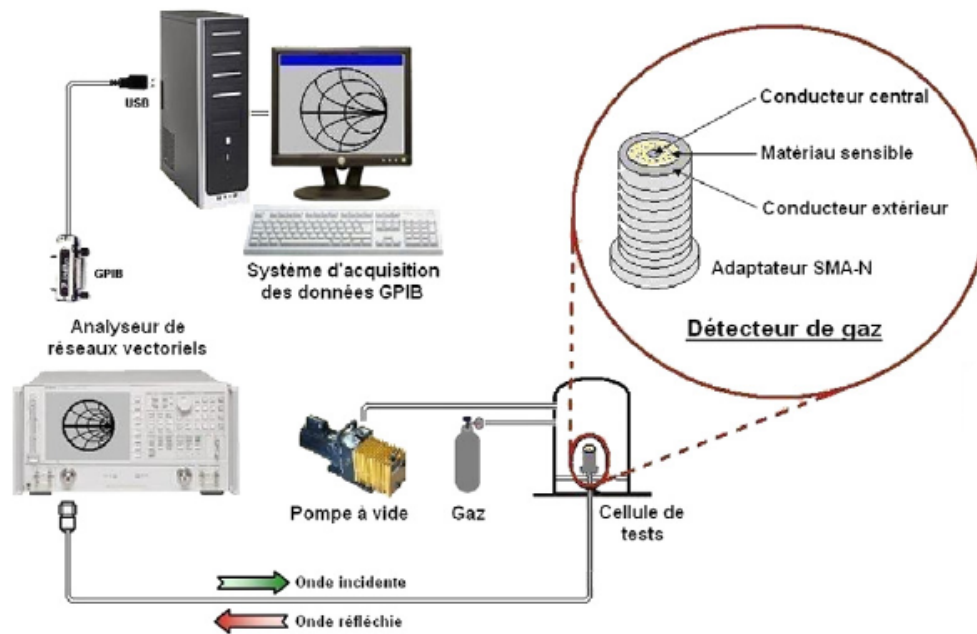 USB
GPIB
Système d'acquisition
des données GPIB
Analyseur de
réseaux vectoriels
Conducteur central
Matériau sensible
Conducteur extérieur
Adaptateur SMA-N
Détecteur de gaz
Pompe à vide
Gaz
Cellule de
tests
Onde incidente
Onde réfléchie